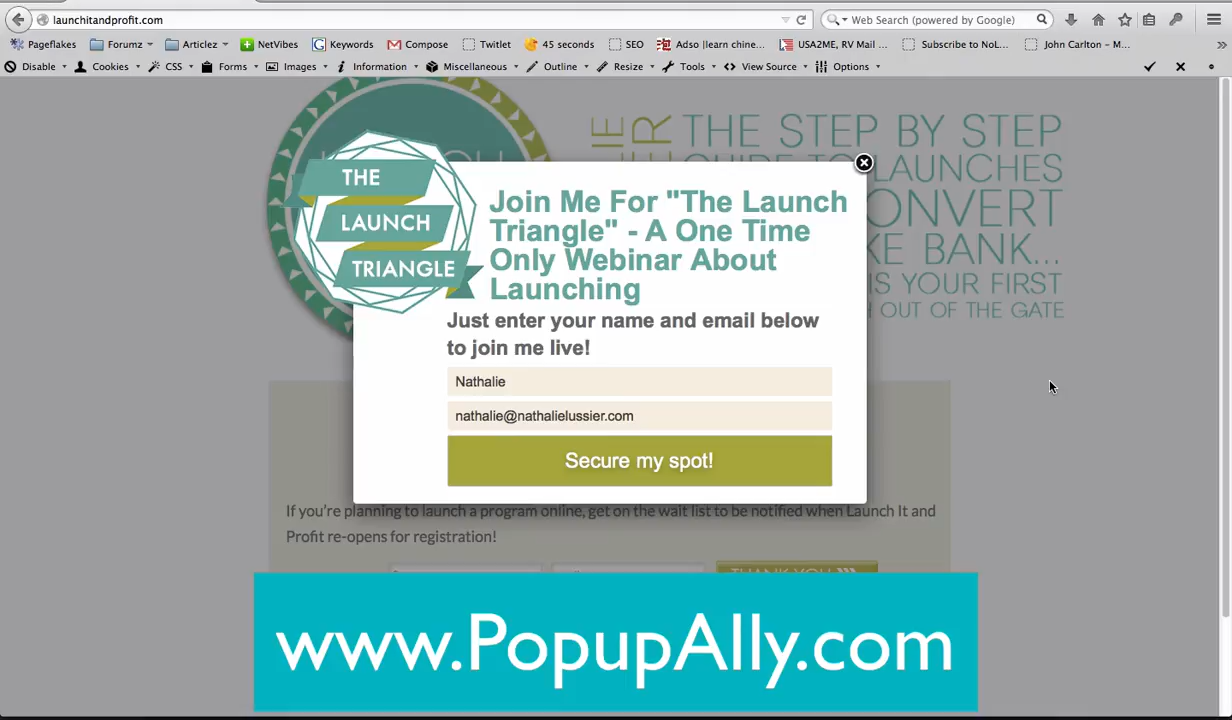 launchitandprofit.com
Web Search (powered by Google)
Pageflakes
Forumz
Articlez
NetVibes
Keywords
Compose
Twitlet
45 seconds
SEO
Adso |learn chine...
USA2ME, RV Mail ...
Subscribe to NoL...
John Carlton – M...
Disable
Cookies
CSS
Forms
Images
Information
Miscellaneous
Outline
Resize
Tools
View Source
Options
THE STEP BY STEP
LAUNCHES
IS YOUR FIRST
OUT OF THE GATE
THE
LAUNCH
TRIANGLE
Join Me For "The Launch
Triangle" - A One Time
Only Webinar About
Launching
Just enter your name and email below
to join me live!
Nathalie
nathalie@nathalielussier.com
Secure my spot!
If you're planning to launch a program online, get on the wait list to be notified when Launch It and
Profit re-opens for registration!
THANK YOU
www.PopupAlly.com